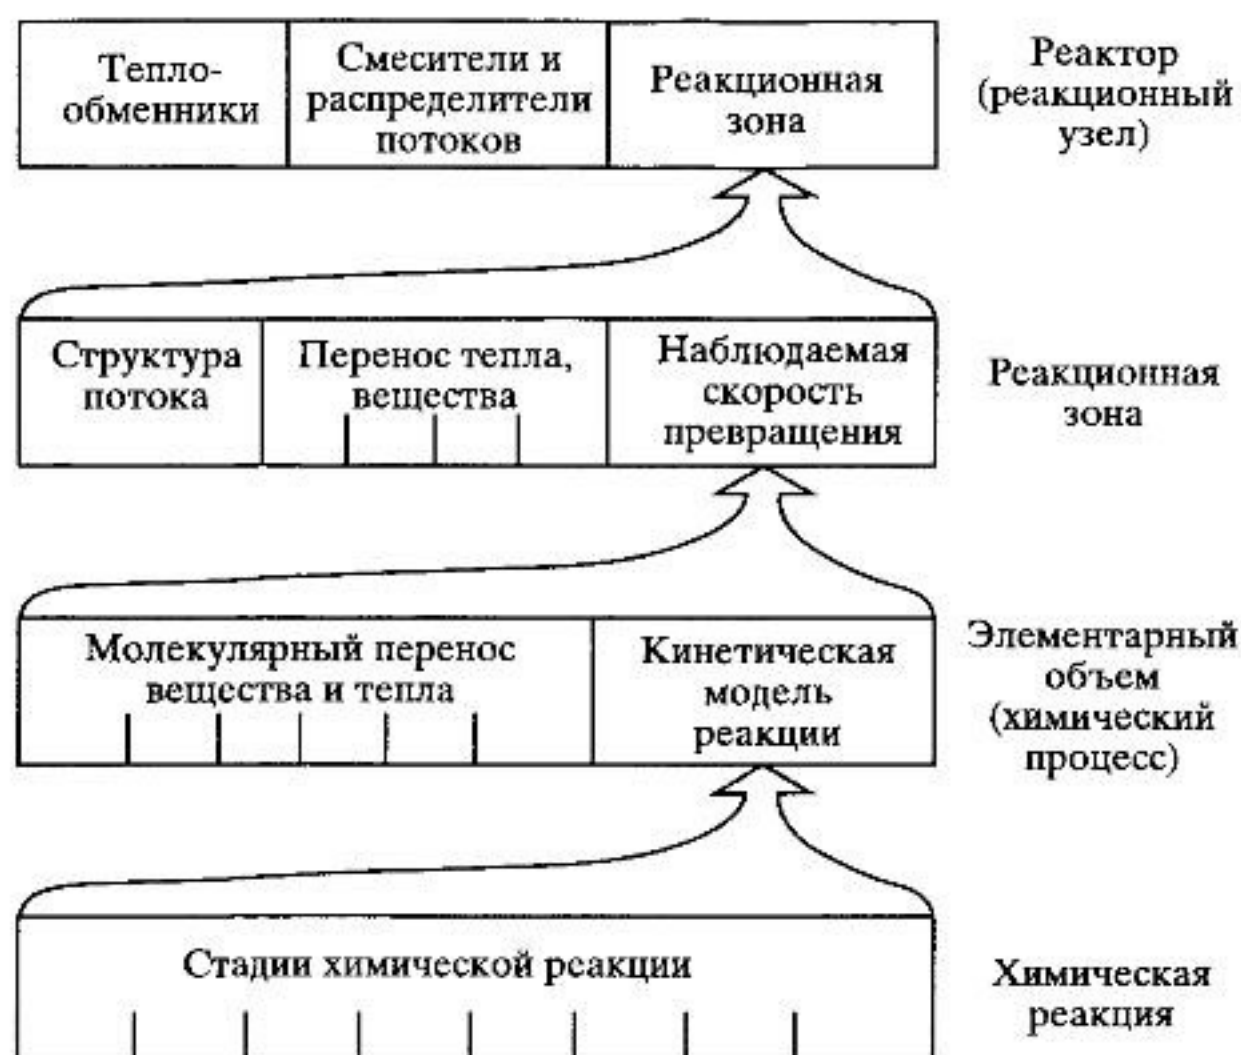 Тепло-
обменники
Смесители и
распределители
потоков
Реакционная
зона
Реактор
(реакционный
узел)
Структура
потока
Перенос тепла,
вещества
Наблюдаемая
скорость
превращения
Реакционная
зона
Молекулярный перенос
вещества и тепла
Кинетическая
модель
реакции
Элементарный
объем
(химический
процесс)
Стадии химической реакции
Химическая
реакция